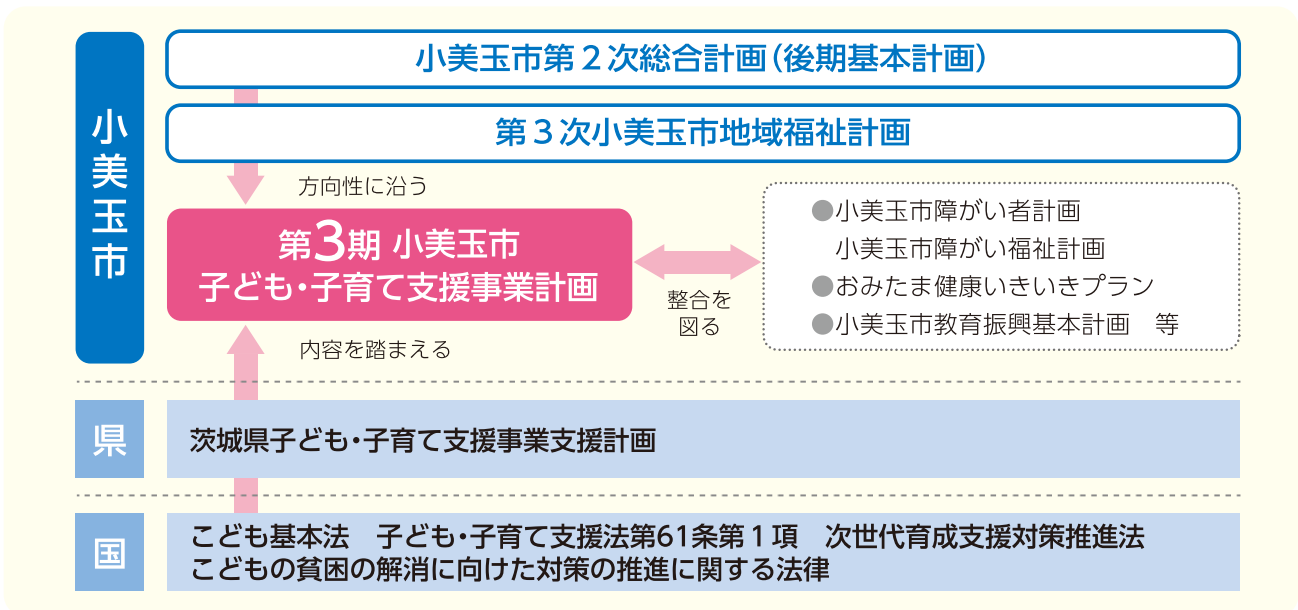 小美玉市
小美玉市第２次総合計画（後期基本計画）
第３次小美玉市地域福祉計画
方向性に沿う
第3期 小美玉市
子ども・子育て支援事業計画
整合を
図る
●小美玉市障がい者計画
小美玉市障がい福祉計画
●おみたま健康いきいきプラン
●小美玉市教育振興基本計画　等
内容を踏まえる
県
茨城県子ども・子育て支援事業支援計画
国
こども基本法　子ども・子育て支援法第61条第１項　次世代育成支援対策推進法
こどもの貧困の解消に向けた対策の推進に関する法律